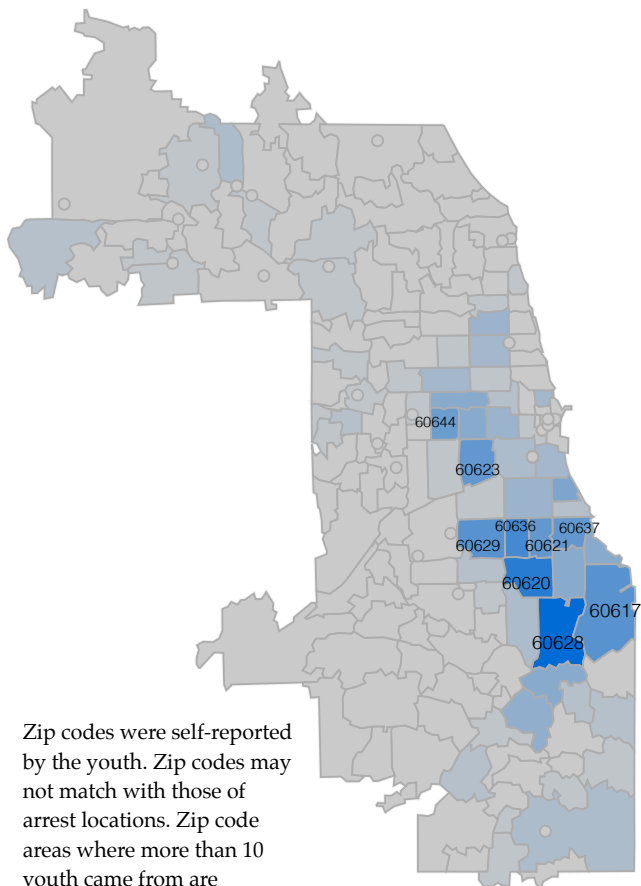 60644
60623
60636
60637
60629
60621
60620
60617
60628
Zip codes were self-reported
by the youth. Zip codes may
not match with those of
arrest locations. Zip code
areas where more than 10
youth came from are